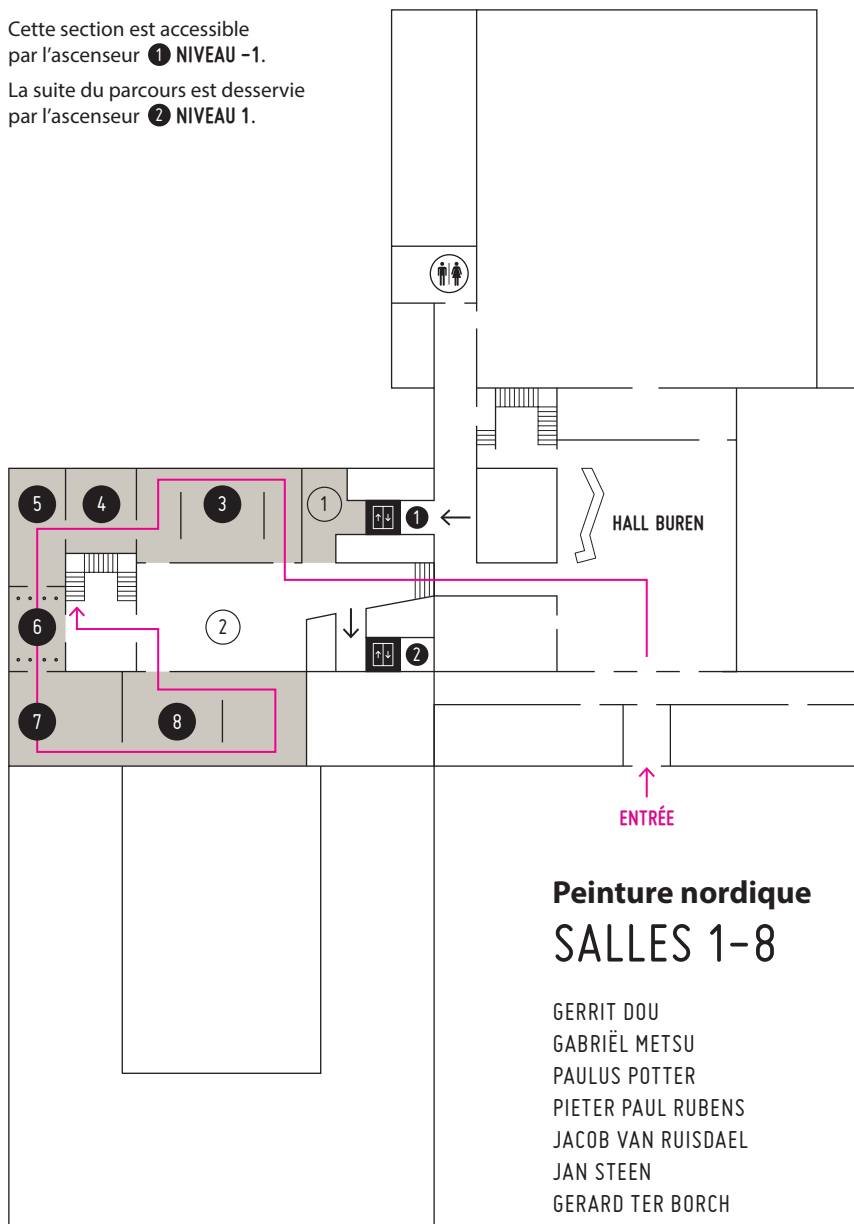 Cette section est accessible
par l'ascenseur 1 NIVEAU -1.
La suite du parcours est desservie
par l'ascenseur 2 NIVEAU 1.
5
4
3
1
1
HALL BUREN
6
2
2
7
8
ENTRÉE
Peinture nordique
SALLES 1-8
GERRIT DOU
GABRIËL METSU
PAULUS POTTER
PIETER PAUL RUBENS
JACOB VAN RUISDAEL
JAN STEEN
GERARD TER BORCH